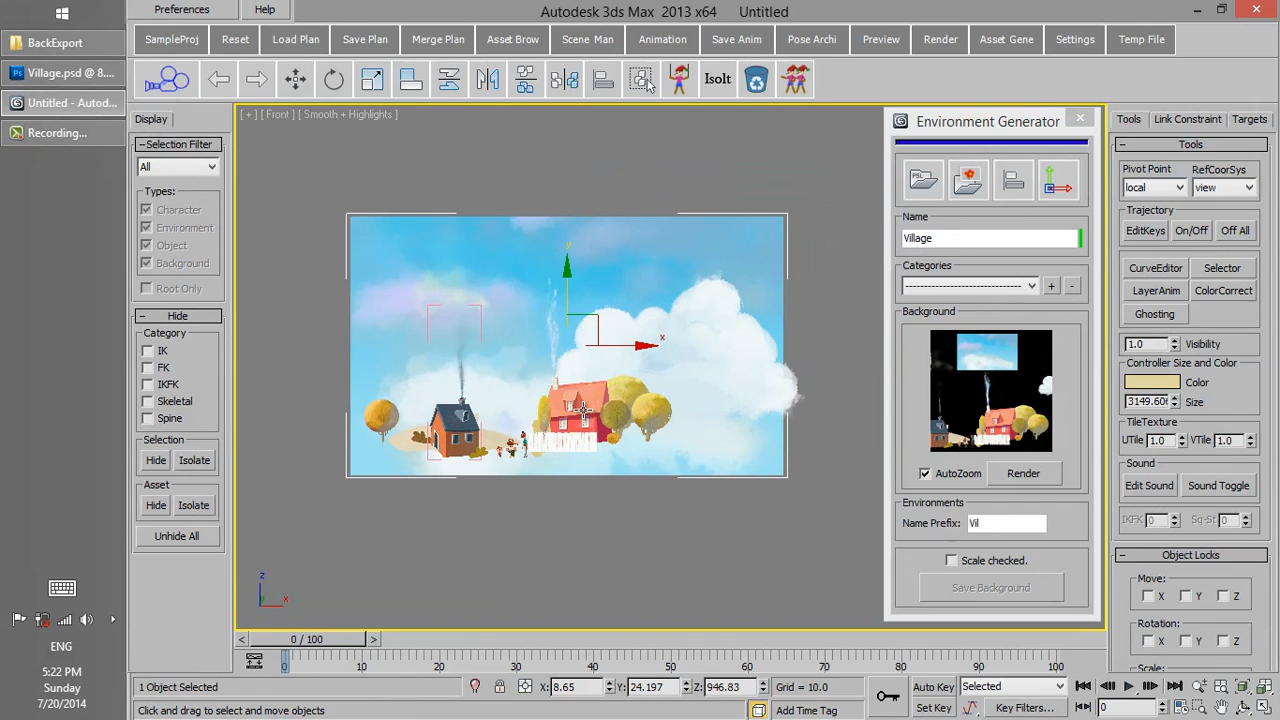 Preferences
Help
Autodesk 3ds Max 2013 x64 Untitled
BackExport
Village.psd @ 8....
Untitled - Autod...
Recording...
SampleProj
Reset
Load Plan
Save Plan
Merge Plan
Asset Brow
Scene Man
Animation
Save Anim
Pose Archi
Preview
Render
Asset Gene
Settings
Temp File
Isolt
Display
Selection Filter
All
Types:
Character
Environment
Object
Background
Root Only
Hide
Category
IK
FK
IKFK
Skeletal
Spine
Selection
Hide
Isolate
Asset
Hide
Isolate
Unhide All
[ + ] [ Front ] [ Smooth + Highlights ]
y
x
z
x
Environment Generator
Name
Village
Categories
+
-
Background
AutoZoom
Render
Environments
Name Prefix: Vil
Scale checked.
Save Background
Tools
Link Constraint
Targets
Tools
Pivot Point
RefCoorSys
local
view
Trajectory
EditKeys
On/Off
Off All
CurveEditor
Selector
LayerAnim
ColorCorrect
Ghosting
1.0
Visibility
Controller Size and Color
Color
Size
TileTexture
UTile 1.0
VTile 1.0
Sound
Edit Sound
Sound Toggle
IKFK 0
Sq-St 0
Object Locks
Move: X Y Z
Rotation: X Y Z
Scale:
< 0 / 100 >
0 10 20 30 40 50 60 70 80 90 100
1 Object Selected
X: 8.65
Y: 24.197
Z: 946.83
Grid = 10.0
Auto Key
Selected
Click and drag to select and move objects
Add Time Tag
Set Key
Key Filters...
0
ENG
5:22 PM
Sunday
7/20/2014